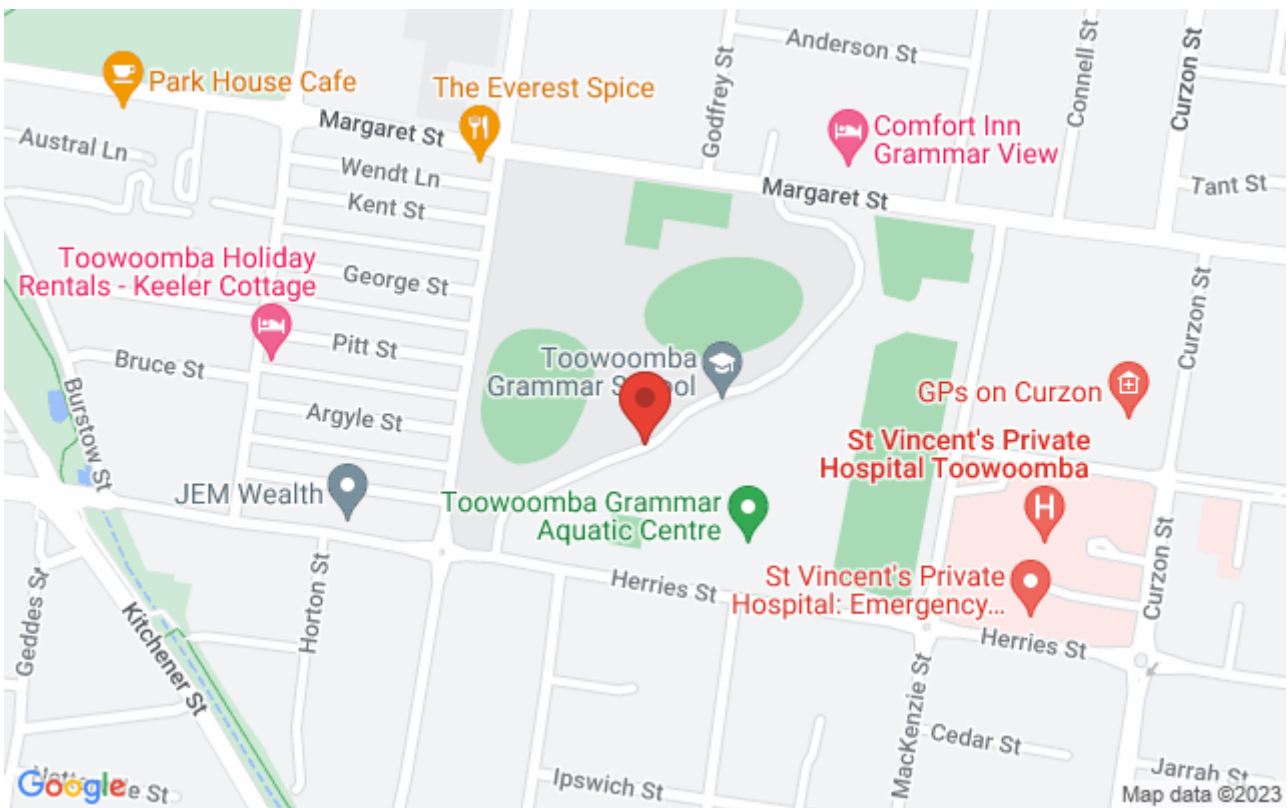 Anderson St
Connell St
Curzon St
Godfrey St
Park House Cafe
The Everest Spice
Margaret St
Comfort Inn
Grammar View
Austral Ln
Wendt Ln
Kent St
Margaret St
Tant St
Toowoomba Holiday
Rentals - Keeler Cottage
George St
Curzon St
Pitt St
Bruce St
Toowoomba
Grammar School
GPs on Curzon
Burstow St
Argyle St
St Vincent's Private
Hospital Toowoomba
JEM Wealth
Toowoomba Grammar
Aquatic Centre
H
Herries St
St Vincent's Private
Hospital: Emergency...
Curzon St
Geddes St
Kitchener St
Horton St
Herries St
MacKenzie St
Cedar St
Ipswich St
Jarrah St
Google
Map data ©2023